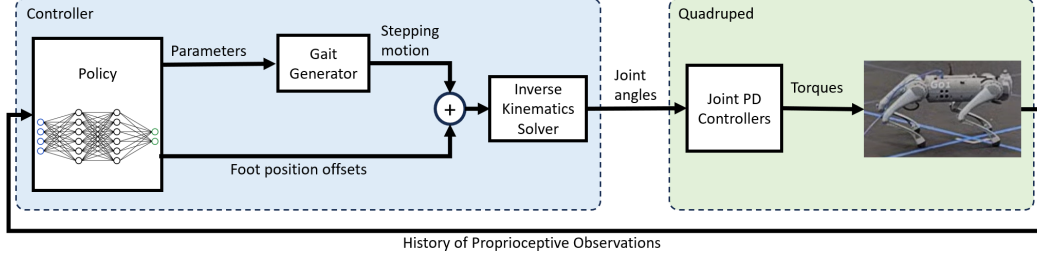 Controller
Quadruped
Policy
Parameters
Gait
Generator
Stepping
motion
+
Foot position offsets
Inverse
Kinematics
Solver
Joint
angles
Joint PD
Controllers
Torques
GO1
History of Proprioceptive Observations